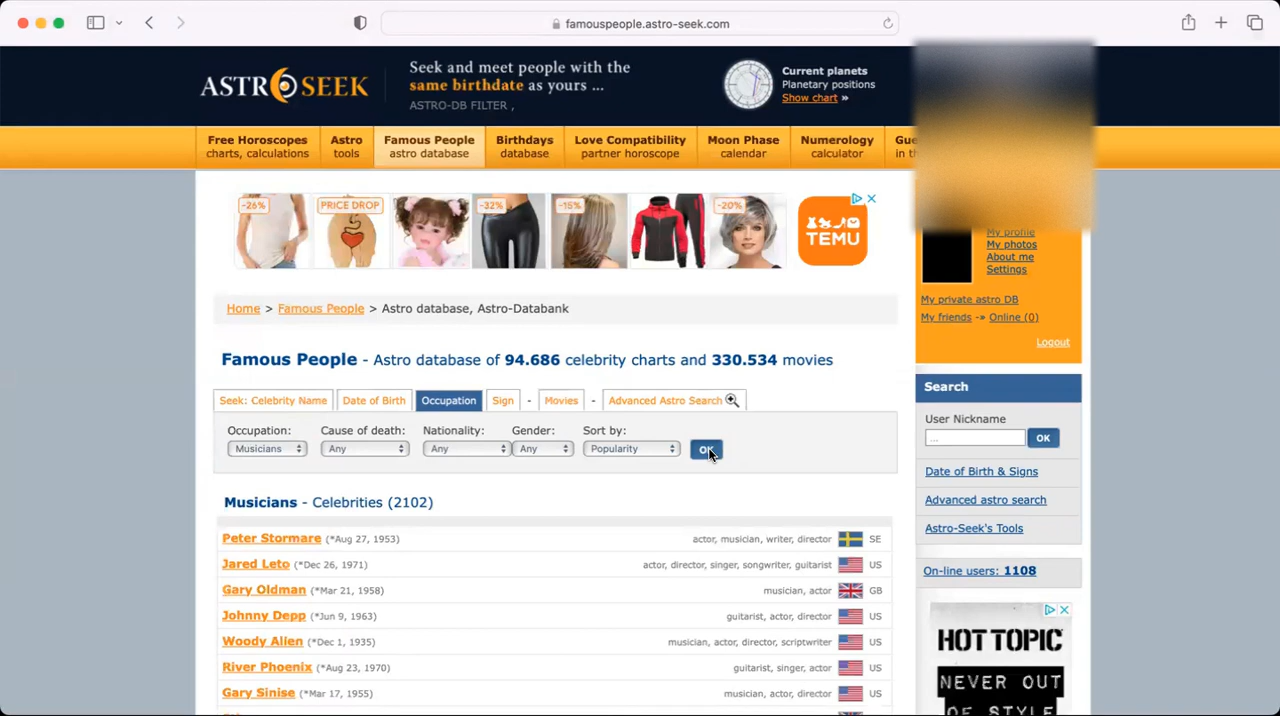 famouspeople.astro-seek.com
ASTROSEEK
Seek and meet people with the
same birthdate as yours ...
ASTRO-DB FILTER ,
Current planets
Planetary positions
Show chart »
Free Horoscopes
charts, calculations
Astro
tools
Famous People
astro database
Birthdays
database
Love Compatibility
partner horoscope
Moon Phase
calendar
Numerology
calculator
-26%
PRICE DROP
-32%
-15%
-20%
TEMU
My profile
My photos
About me
Settings
My private astro DB
My friends -» Online (0)
Logout
Home > Famous People > Astro database, Astro-Databank
Famous People - Astro database of 94.686 celebrity charts and 330.534 movies
Seek: Celebrity Name
Date of Birth
Occupation
Sign
-
Movies
-
Advanced Astro Search
Occupation:
Cause of death:
Nationality:
Gender:
Sort by:
Musicians
Any
Any
Any
Popularity
OK
Musicians - Celebrities (2102)
Peter Stormare (*Aug 27, 1953) actor, musician, writer, director SE
Jared Leto (*Dec 26, 1971) actor, director, singer, songwriter, guitarist US
Gary Oldman (*Mar 21, 1958) musician, actor GB
Johnny Depp (*Jun 9, 1963) guitarist, actor US
Woody Allen (*Dec 1, 1935) musician, actor, director, scriptwriter US
River Phoenix (*Aug 23, 1970) guitarist, singer, actor US
Gary Sinise (*Mar 17, 1955) musician, actor, director US
Search
User Nickname
...
OK
Date of Birth & Signs
Advanced astro search
Astro-Seek's Tools
On-line users: 1108
HOT TOPIC
NEVER OUT
OF STYLE